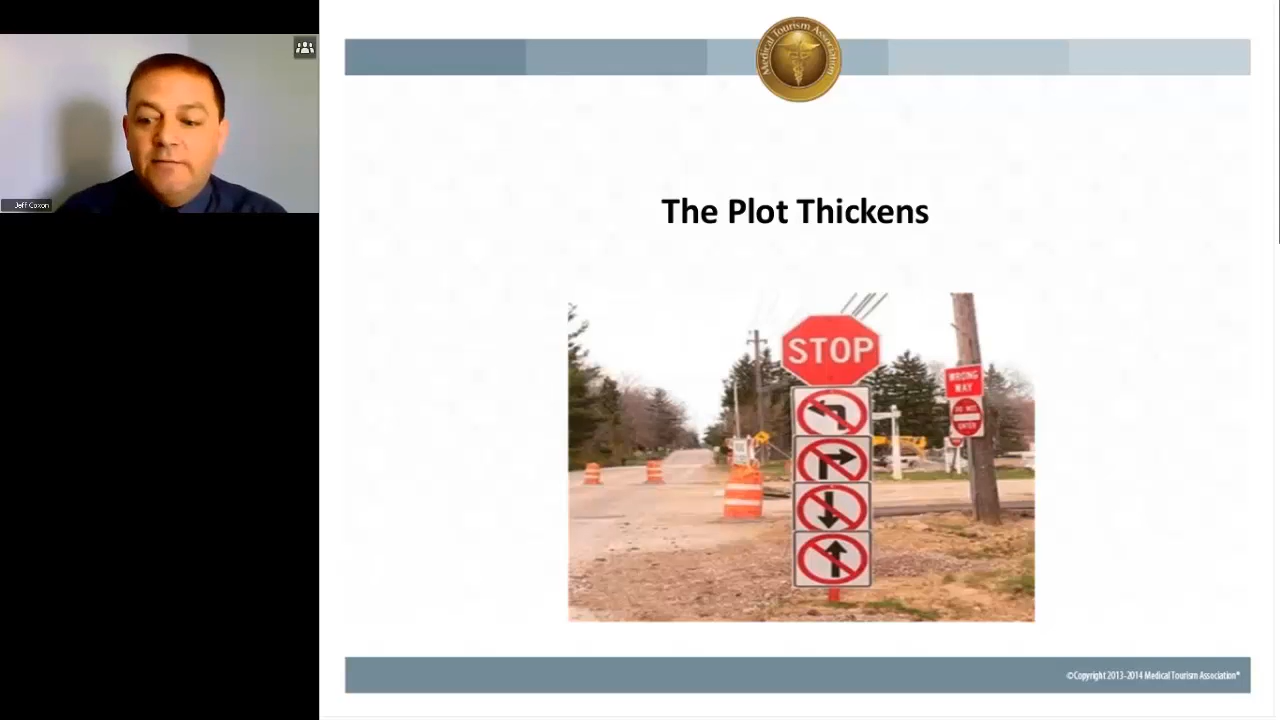 Jeff Coxon
Medical Tourism Association
The Plot Thickens
STOP
WRONG
WAY
DO NOT
ENTER
©Copyright 2013-2014 Medical Tourism Association®